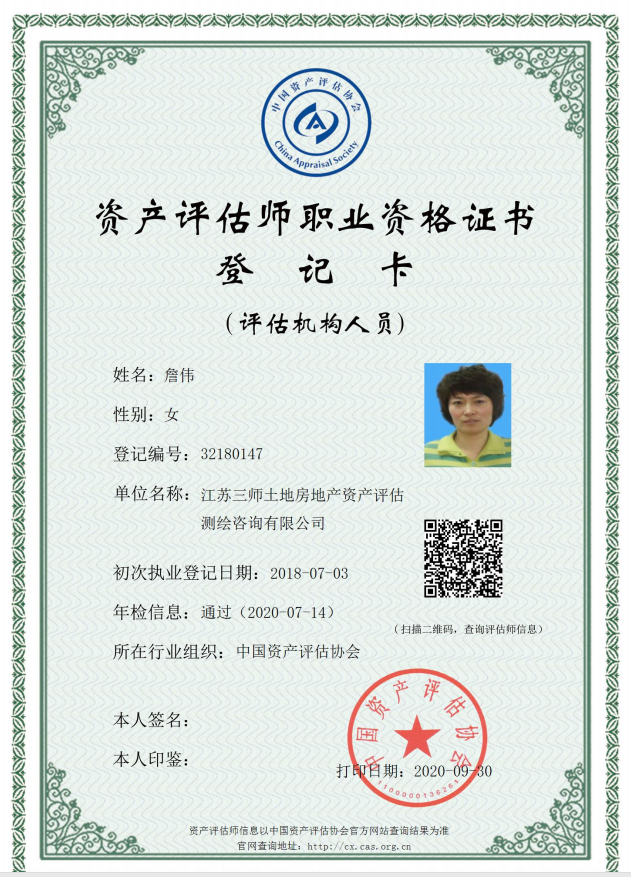 中国资产评估协会
China Appraisal Society
资产评估师职业资格证书
登 记 卡
(评估机构人员)
姓名：詹伟
性别：女
登记编号：32180147
单位名称：江苏三师土地房地产资产评估
测绘咨询有限公司
初次执业登记日期：2018-07-03
年检信息：通过（2020-07-14）
所在行业组织：中国资产评估协会
（扫描二维码，查询评估师信息）
本人签名：
本人印鉴：
中国资产评估协会
1100000136261
打印日期：2020-09-30
资产评估师信息以中国资产评估协会官方网站查询结果为准
官网查询地址：http://cx.cas.org.cn